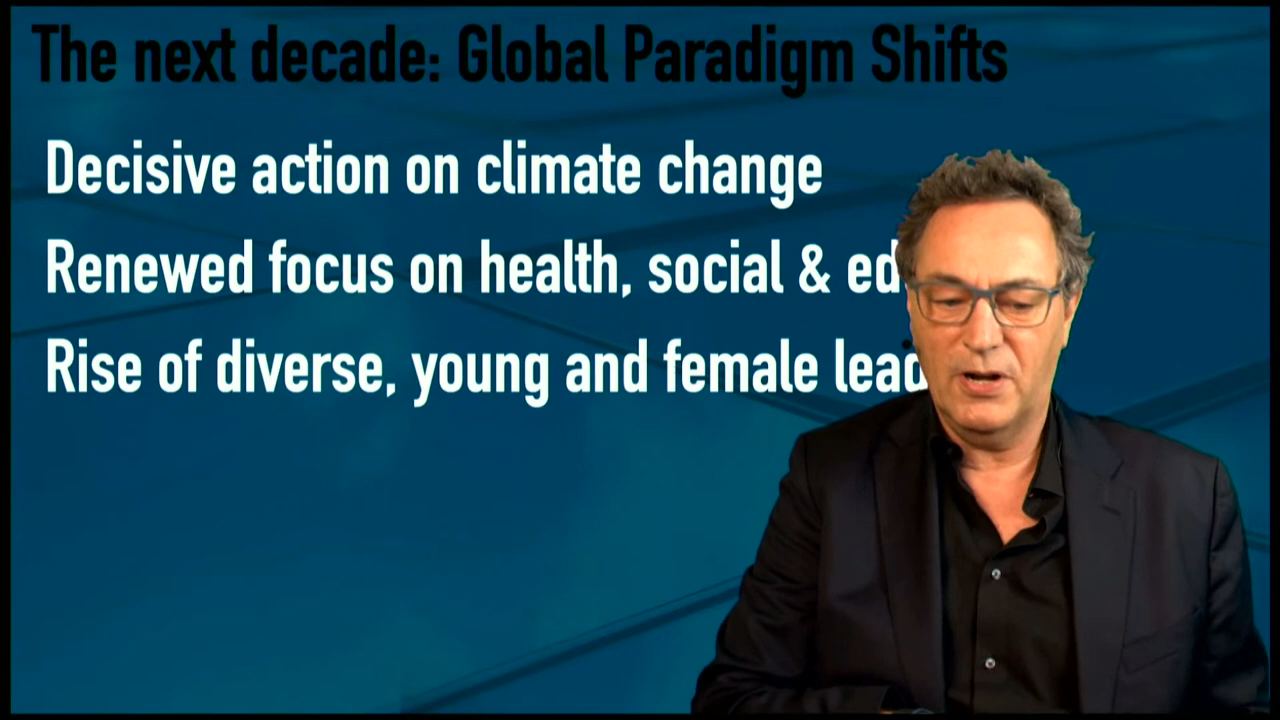 The next decade: Global Paradigm Shifts
Decisive action on climate change
Renewed focus on health, social &
Rise of diverse, young and female